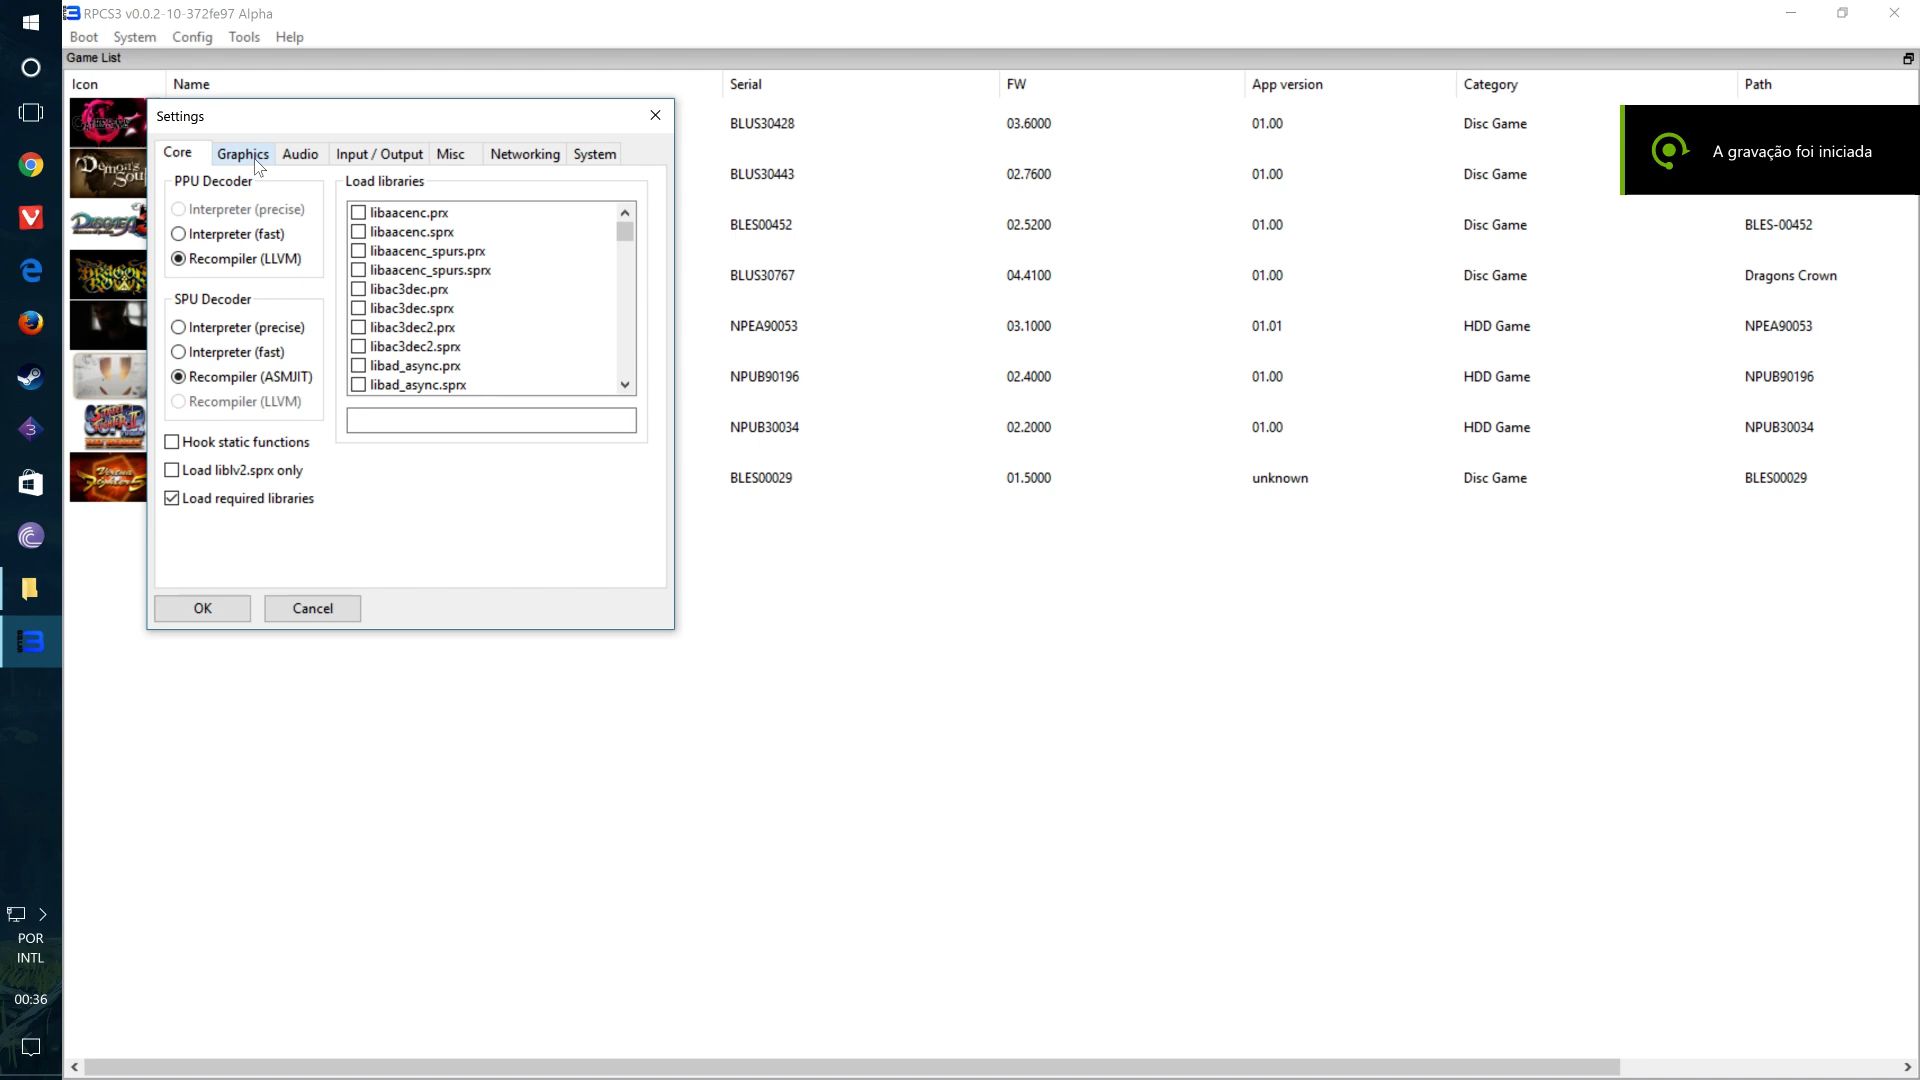 RPCS3 v0.0.2-10-372fe97 Alpha
Boot System Config Tools Help
Game List
Icon Name Serial FW App version Category Path
Settings
Core Graphics Audio Input / Output Misc Networking System
PPU Decoder
Interpreter (precise)
Interpreter (fast)
Recompiler (LLVM)
SPU Decoder
Interpreter (precise)
Interpreter (fast)
Recompiler (ASMJIT)
Recompiler (LLVM)
Hook static functions
Load liblv2.sprx only
Load required libraries
Load libraries
libaacenc.prx
libaacenc.sprx
libaacenc_spurs.prx
libaacenc_spurs.sprx
libac3dec.prx
libac3dec.sprx
libac3dec2.prx
libac3dec2.sprx
libad_async.prx
libad_async.sprx
OK Cancel
BLUS30428 03.6000 01.00 Disc Game
BLUS30443 02.7600 01.00 Disc Game
BLES00452 02.5200 01.00 Disc Game BLES-00452
BLUS30767 04.4100 01.00 Disc Game Dragons Crown
NPEA90053 03.1000 01.01 HDD Game NPEA90053
NPUB90196 02.4000 01.00 HDD Game NPUB90196
NPUB30034 02.2000 01.00 HDD Game NPUB30034
BLES00029 01.5000 unknown Disc Game BLES00029
A gravação foi iniciada
POR
INTL
00:36